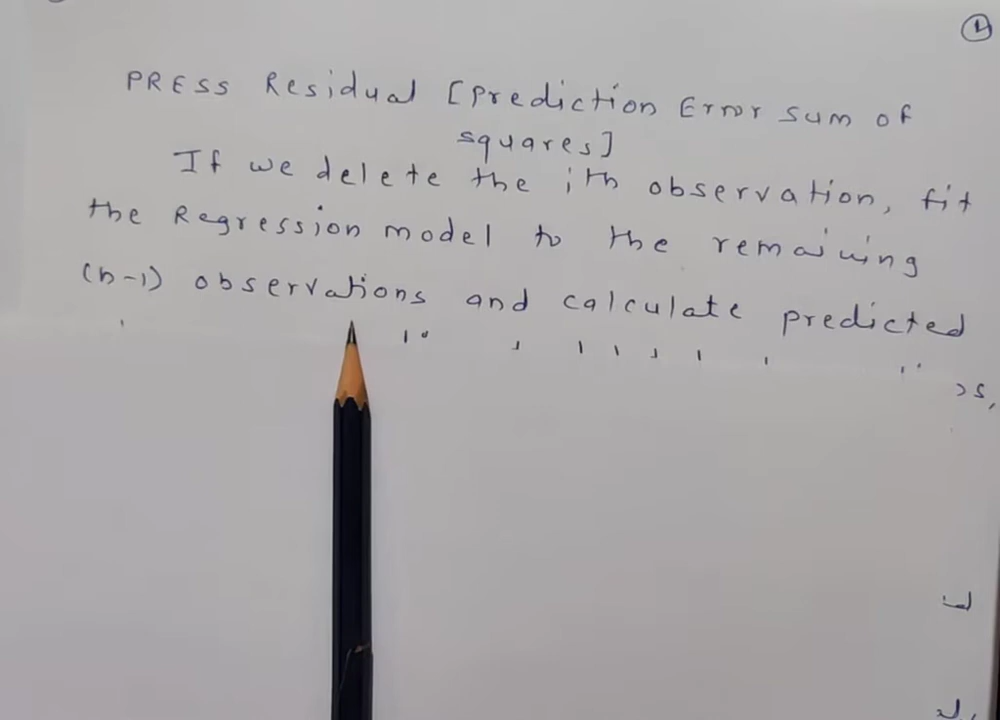 PRESS Residual [Prediction Error sum of
squares]
If we delete the ith observation, fit
the Regression model to the remaining
(n-1) observations and calculate predicted